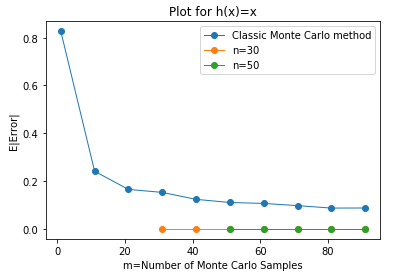 Plot for h(x)=x
Classic Monte Carlo method
n=30
n=50
E|Error|
0.8
0.6
0.4
0.2
0.0
0 20 40 60 80
m=Number of Monte Carlo Samples